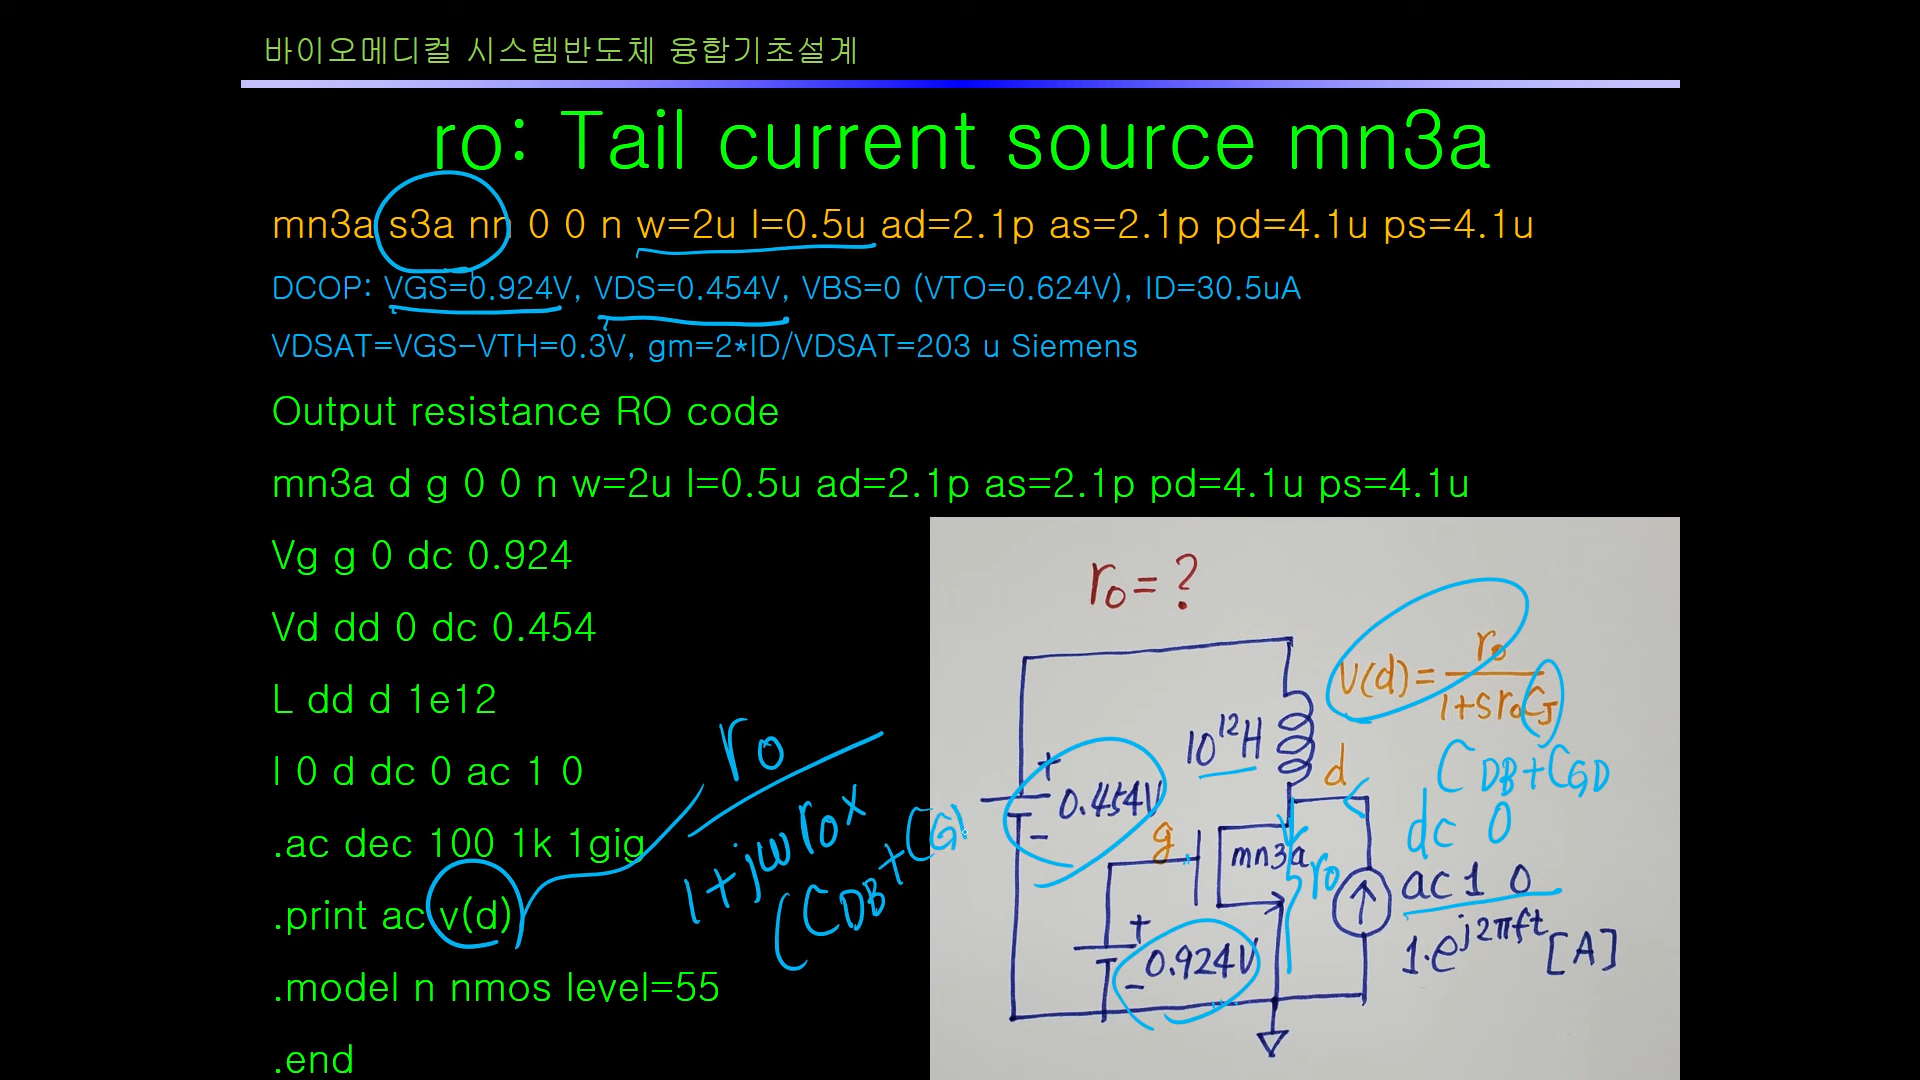 바이오메디컬 시스템반도체 융합기초설계
ro: Tail current source mn3a
mn3a s3a nn 0 0 n w=2u l=0.5u ad=2.1p as=2.1p pd=4.1u ps=4.1u
DCOP: VGS=0.924V, VDS=0.454V, VBS=0 (VTO=0.624V), ID=30.5uA
VDSAT=VGS-VTH=0.3V, gm=2*ID/VDSAT=203 u Siemens
Output resistance RO code
mn3a d g 0 0 n w=2u l=0.5u ad=2.1p as=2.1p pd=4.1u ps=4.1u
Vg g 0 dc 0.924
Vd dd 0 dc 0.454
L dd d 1e12
I 0 d dc 0 ac 1 0
.ac dec 100 1k 1gig
.print ac v(d)
.model n nmos level=55
.end
ro
1+jωro×
(CDB+CG
ro=?
v(d)=
ro
1+sroCJ
CDB+CGD
10¹²H
d
dc 0
+
0.454V
-
g
mn3a
ro
ac 1 0
1·e^j2πft [A]
+
0.924V
-